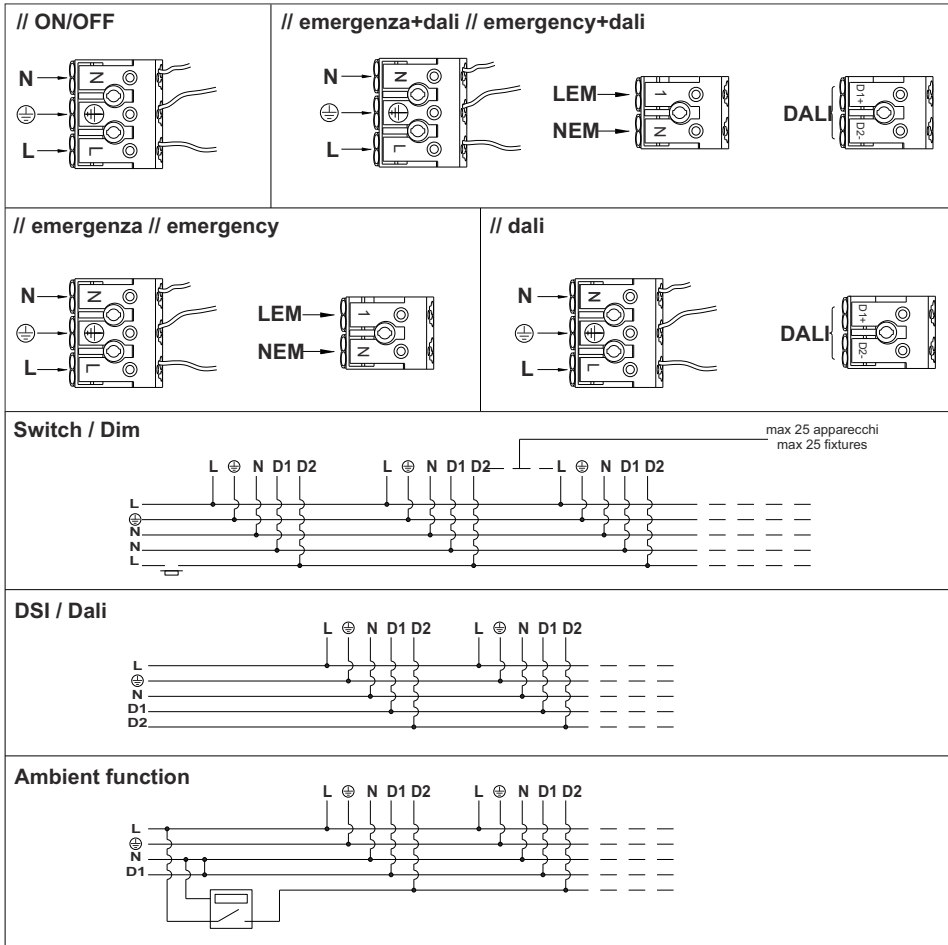 // ON/OFF
N
L
N
L
// emergenza+dali // emergency+dali
N
L
N
L
LEM
NEM
1
N
DALI
D1+
D2-
// emergenza // emergency
N
L
N
L
LEM
NEM
1
N
// dali
N
L
N
L
DALI
D1+
D2-
Switch / Dim
max 25 apparecchi
max 25 fixtures
L N D1 D2 L N D1 D2 L N D1 D2
L
N
N
L
DSI / Dali
L N D1 D2 L N D1 D2
L
N
D1
D2
Ambient function
L N D1 D2 L N D1 D2
L
N
D1